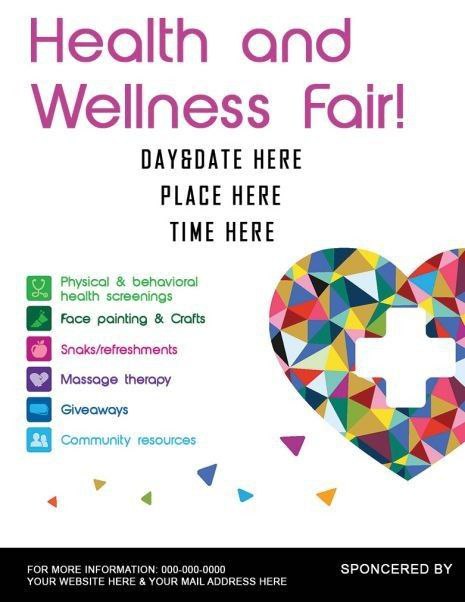 Health and
Wellness Fair!
DAY&DATE HERE
PLACE HERE
TIME HERE
Physical & behavioral
health screenings
Face painting & Crafts
Snaks/refreshments
Massage therapy
Giveaways
Community resources
FOR MORE INFORMATION: 000-000-0000
YOUR WEBSITE HERE & YOUR MAIL ADDRESS HERE
SPONCERED BY